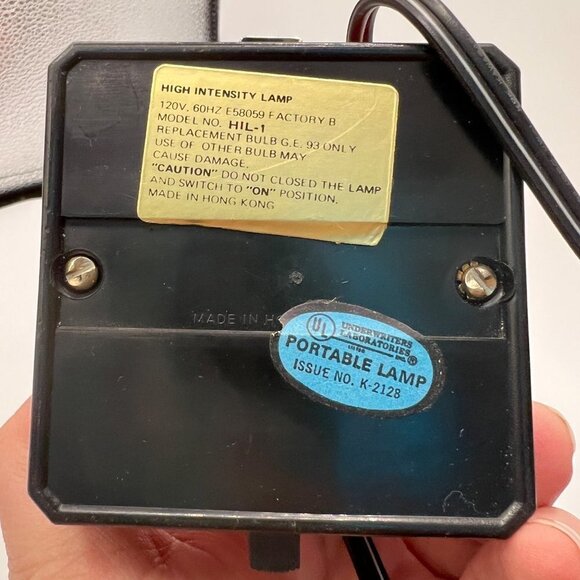 HIGH INTENSITY LAMP
120V. 60HZ E58059 FACTORY B
MODEL NO. HIL-1
REPLACEMENT BULB G.E. 93 ONLY
USE OF OTHER BULB MAY
CAUSE DAMAGE.
"CAUTION" DO NOT CLOSED THE LAMP
AND SWITCH TO "ON" POSITION.
MADE IN HONG KONG
MADE IN
UL
UNDERWRITERS
LABORATORIES
INC.®
PORTABLE LAMP
ISSUE NO. K-2128